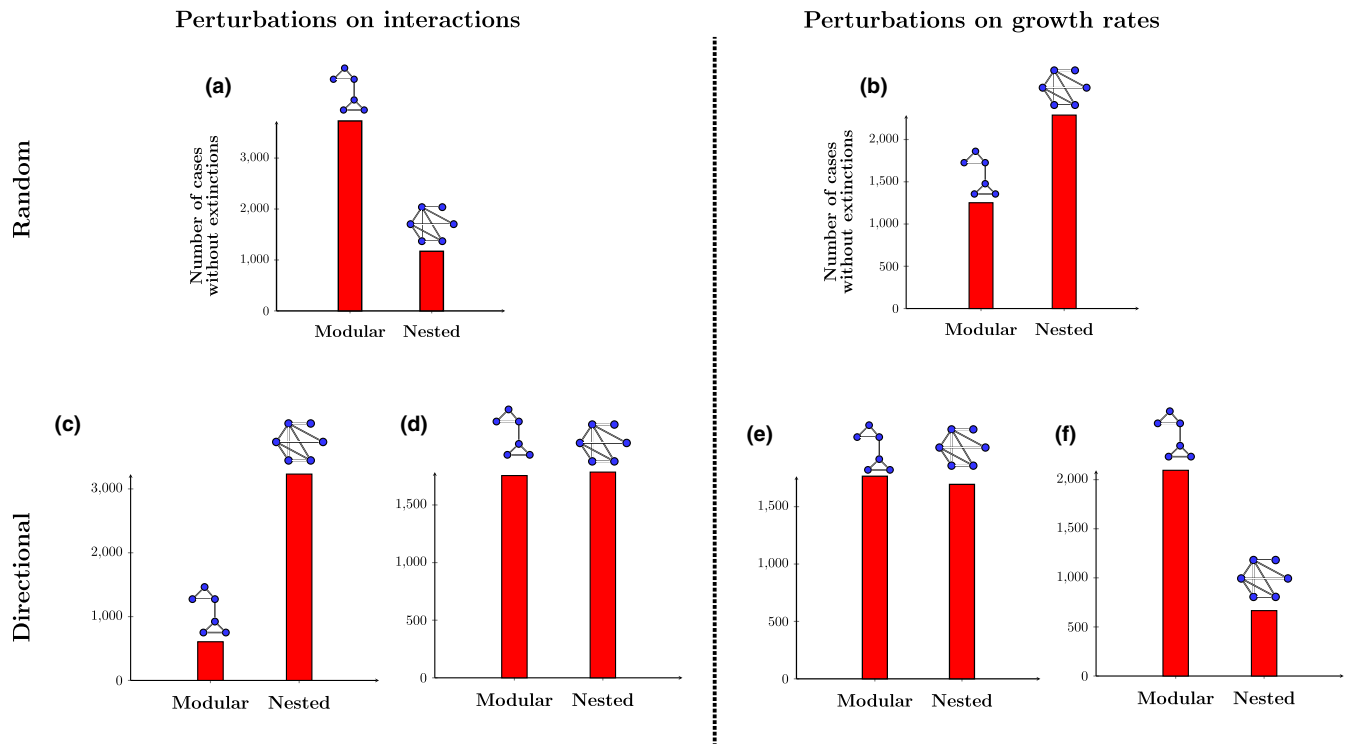 Perturbations on interactions
Perturbations on growth rates
Random
(a)
Number of cases
without extinctions
3,000
2,000
1,000
0
Modular Nested
(b)
Number of cases
without extinctions
2,000
1,500
1,000
500
0
Modular Nested
Directional
(c)
3,000
2,000
1,000
0
Modular Nested
(d)
1,500
1,000
500
0
Modular Nested
(e)
1,500
1,000
500
0
Modular Nested
(f)
2,000
1,500
1,000
500
0
Modular Nested